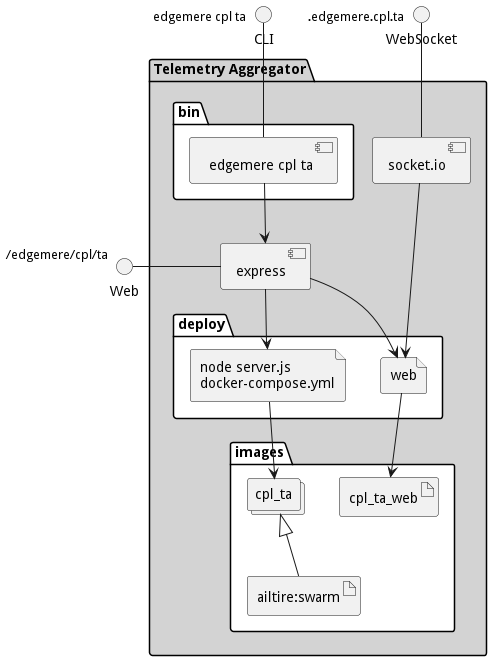 edgemere cpl ta
.edgemere.cpl.ta
CLI
WebSocket
Telemetry Aggregator
bin
edgemere cpl ta
socket.io
/edgemere/cpl/ta
Web
express
deploy
node server.js
docker-compose.yml
web
images
cpl_ta
cpl_ta_web
ailtire:swarm